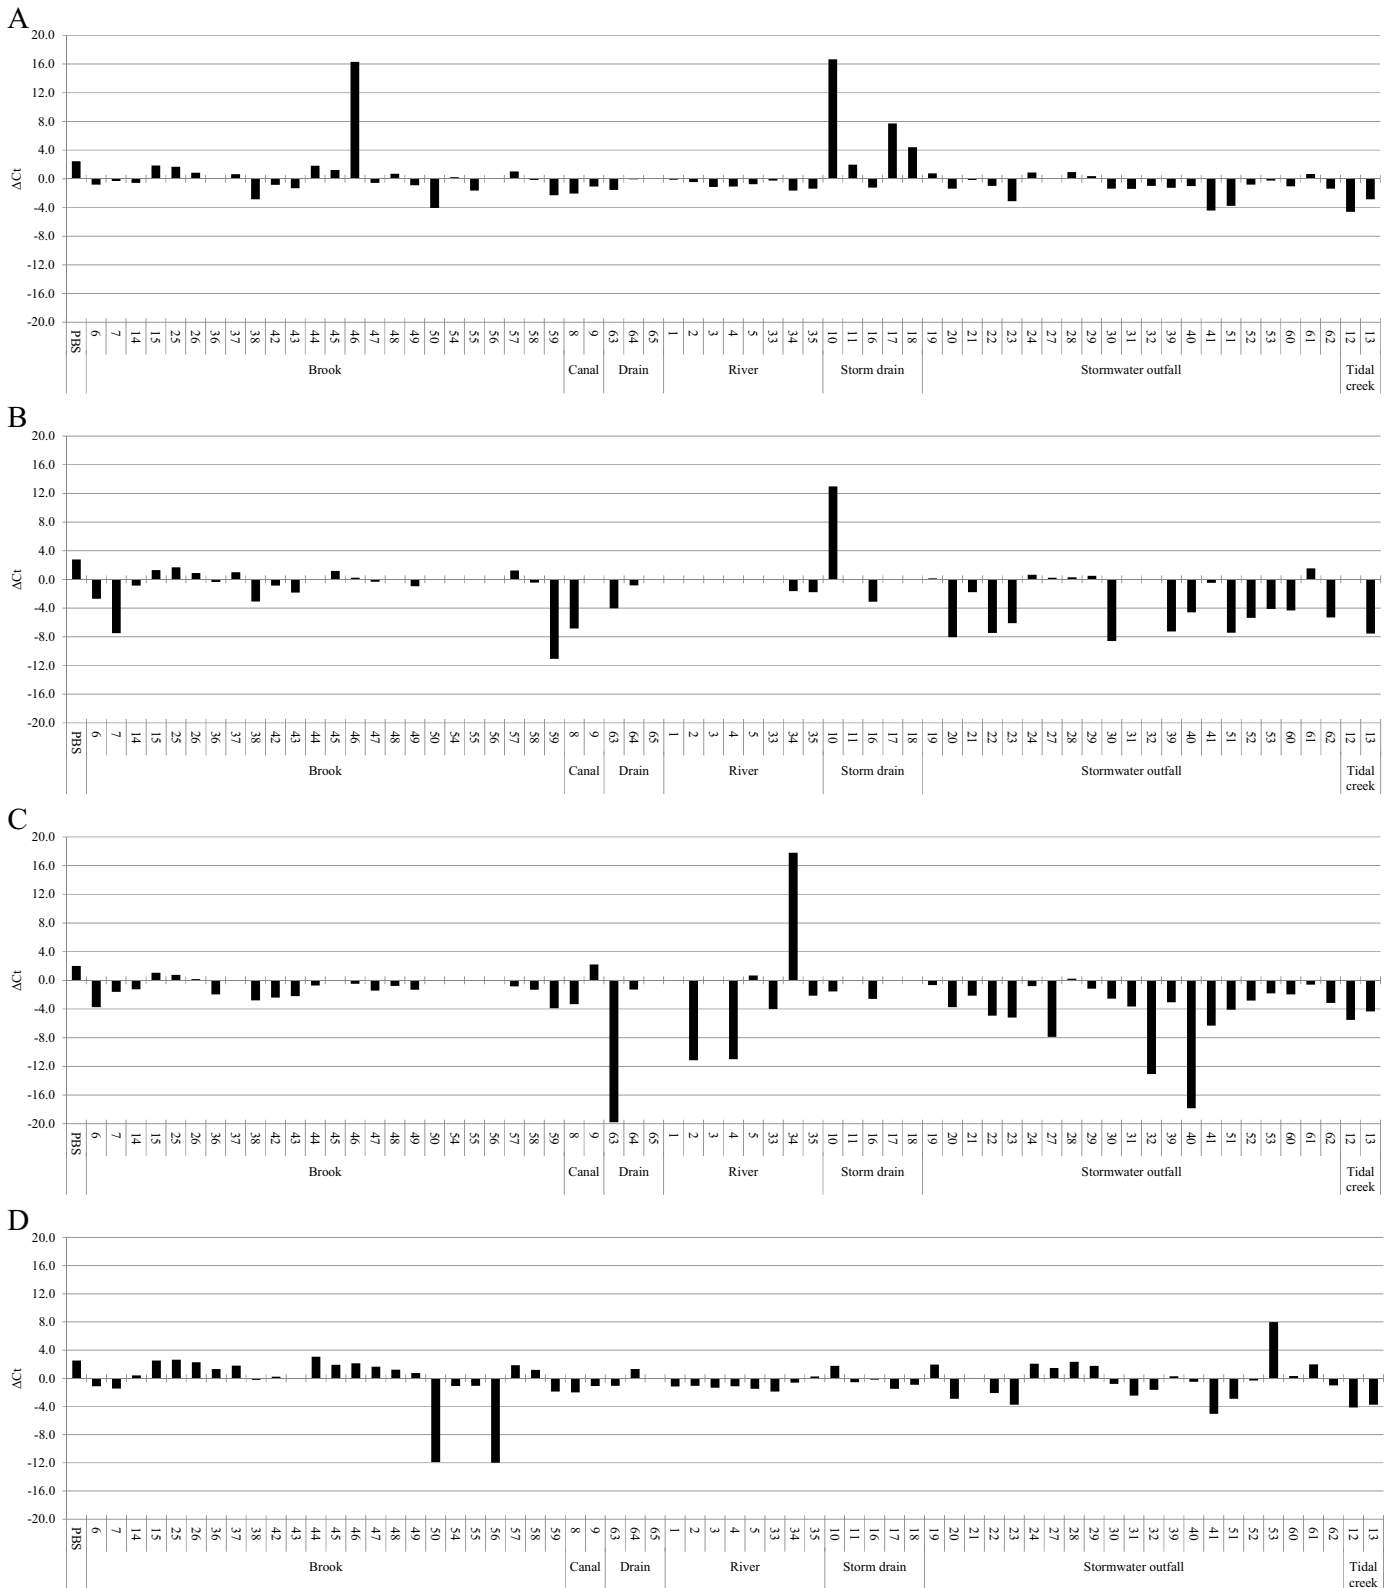 A
20.0
16.0
12.0
8.0
4.0
ΔCt
0.0
-4.0
-8.0
-12.0
-16.0
-20.0
PBS 6 7 14 15 25 26 36 37 38 42 43 44 45 46 47 48 49 50 54 55 56 57 58 59 8 9 63 64 65 1 2 3 4 5 33 34 35 10 11 16 17 18 19 20 21 22 23 24 27 28 29 30 31 32 39 40 41 51 52 53 60 61 62 12 13
Brook Canal Drain River Storm drain Stormwater outfall Tidal
creek
B
20.0
16.0
12.0
8.0
4.0
ΔCt
0.0
-4.0
-8.0
-12.0
-16.0
-20.0
PBS 6 7 14 15 25 26 36 37 38 42 43 44 45 46 47 48 49 50 54 55 56 57 58 59 8 9 63 64 65 1 2 3 4 5 33 34 35 10 11 16 17 18 19 20 21 22 23 24 27 28 29 30 31 32 39 40 41 51 52 53 60 61 62 12 13
Brook Canal Drain River Storm drain Stormwater outfall Tidal
creek
C
20.0
16.0
12.0
8.0
4.0
ΔCt
0.0
-4.0
-8.0
-12.0
-16.0
-20.0
PBS 6 7 14 15 25 26 36 37 38 42 43 44 45 46 47 48 49 50 54 55 56 57 58 59 8 9 63 64 65 1 2 3 4 5 33 34 35 10 11 16 17 18 19 20 21 22 23 24 27 28 29 30 31 32 39 40 41 51 52 53 60 61 62 12 13
Brook Canal Drain River Storm drain Stormwater outfall Tidal
creek
D
20.0
16.0
12.0
8.0
4.0
ΔCt
0.0
-4.0
-8.0
-12.0
-16.0
-20.0
PBS 6 7 14 15 25 26 36 37 38 42 43 44 45 46 47 48 49 50 54 55 56 57 58 59 8 9 63 64 65 1 2 3 4 5 33 34 35 10 11 16 17 18 19 20 21 22 23 24 27 28 29 30 31 32 39 40 41 51 52 53 60 61 62 12 13
Brook Canal Drain River Storm drain Stormwater outfall Tidal
creek